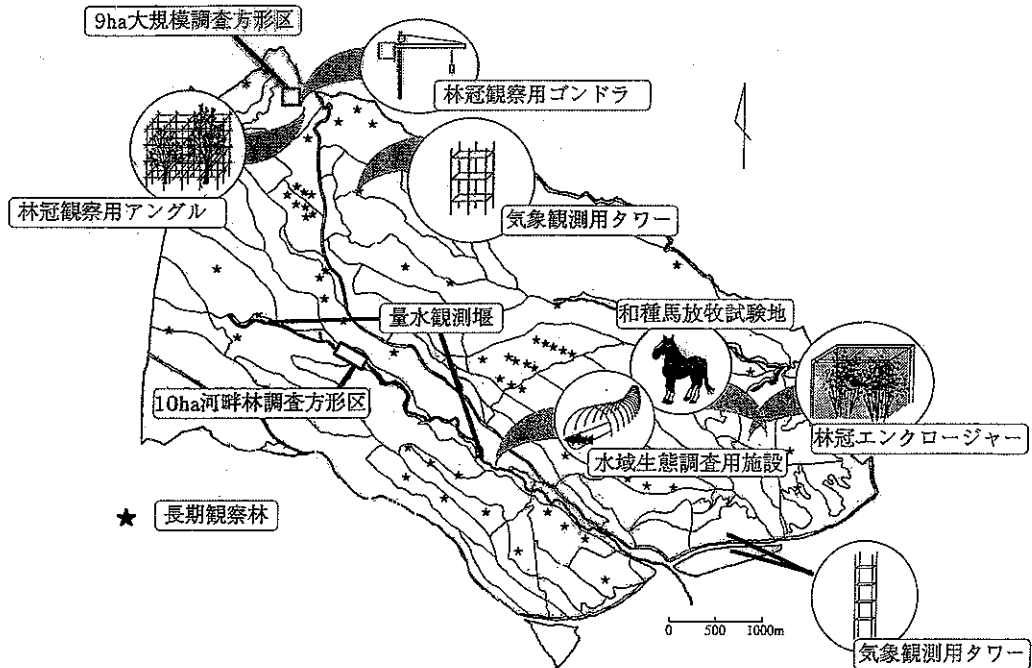 9ha大規模調査方形区
林冠観察用ゴンドラ
林冠観察用アングル
気象観測用タワー
量水観測堰
和種馬放牧試験地
10ha河畔林調査方形区
林冠エンクロージャー
水域生態調査用施設
★ 長期観察林
0 500 1000m
気象観測用タワー